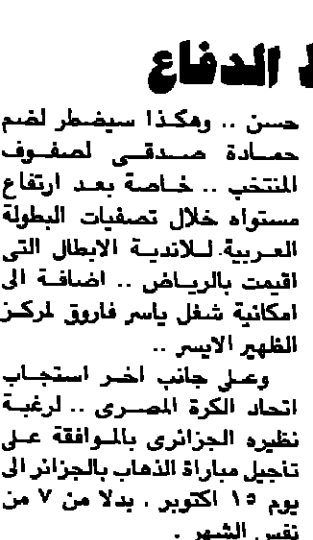 الدفاع
حسن .. وهكذا سيضطر لضم
حمادة صدقى لصفوف
المنتخب .. خاصة بعد ارتفاع
مستواه خلال تصفيات البطولة
العربية للاندية الابطال التى
اقيمت بالرياض .. اضافة الى
امكانية شغل ياسر فاروق لمركز
الظهير الايسر ..
وعلى جانب اخر استجاب
اتحاد الكرة المصرى .. لرغبة
نظيره الجزائرى بالموافقة على
تأجيل مباراة الذهاب بالجزائر الى
يوم ١٥ اكتوبر . بدلا من ٧ من
نفس الشهر .